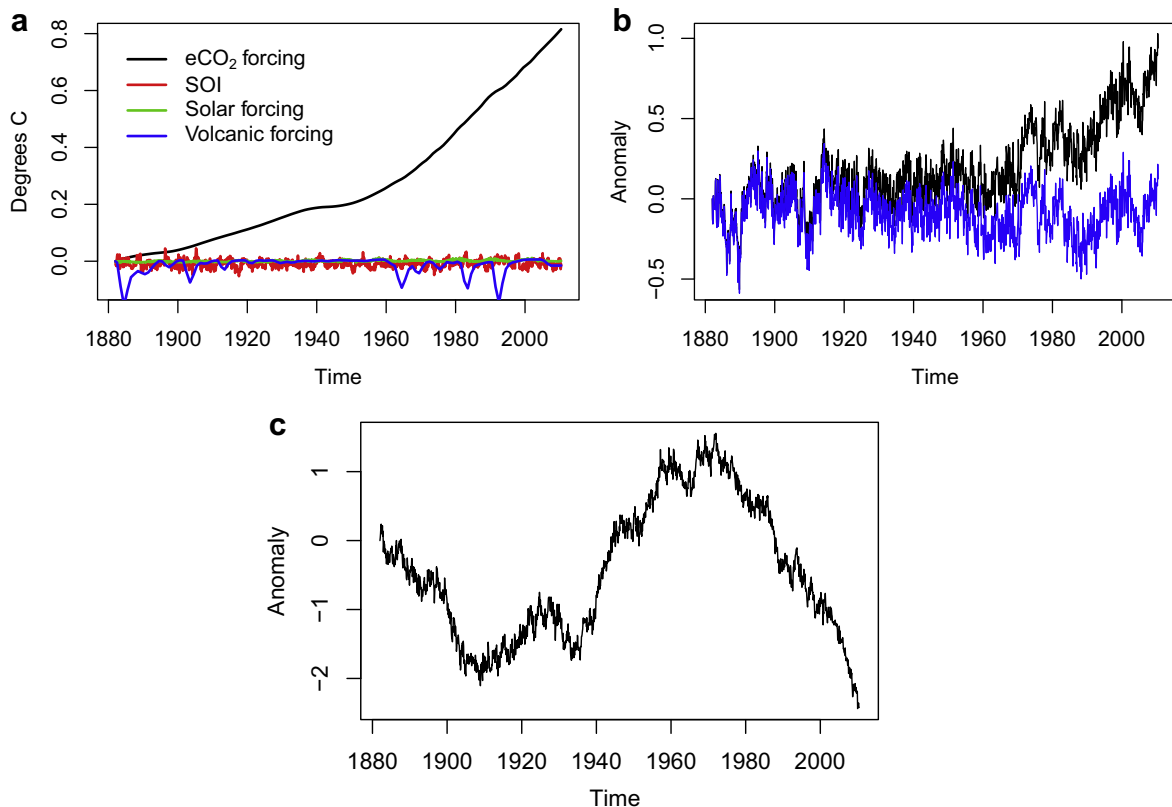 a
0.8
0.6
0.4
0.2
0.0
Degrees C
eCO₂ forcing
SOI
Solar forcing
Volcanic forcing
1880 1900 1920 1940 1960 1980 2000
Time
b
1.0
0.5
0.0
−0.5
Anomaly
1880 1900 1920 1940 1960 1980 2000
Time
c
1
0
−1
−2
Anomaly
1880 1900 1920 1940 1960 1980 2000
Time